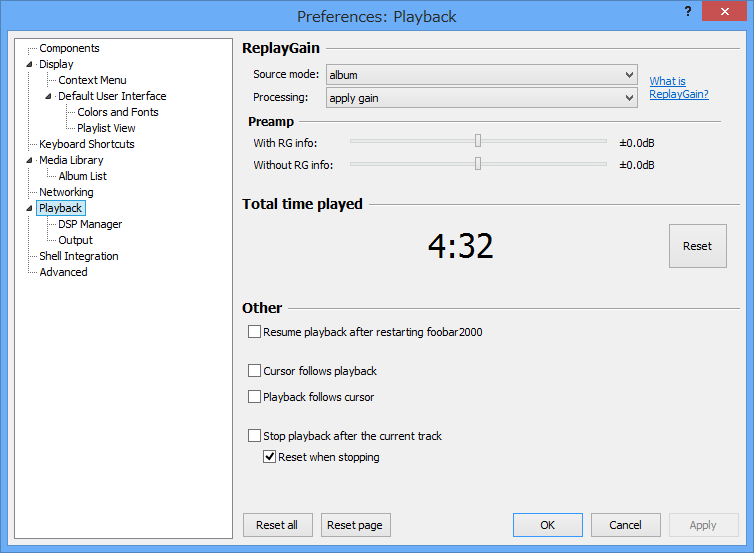 Preferences: Playback
?
Components
Display
Context Menu
Default User Interface
Colors and Fonts
Playlist View
Keyboard Shortcuts
Media Library
Album List
Networking
Playback
DSP Manager
Output
Shell Integration
Advanced
ReplayGain
Source mode: album
Processing: apply gain
What is
ReplayGain?
Preamp
With RG info: ±0.0dB
Without RG info: ±0.0dB
Total time played
4:32
Reset
Other
Resume playback after restarting foobar2000
Cursor follows playback
Playback follows cursor
Stop playback after the current track
Reset when stopping
Reset all Reset page OK Cancel Apply